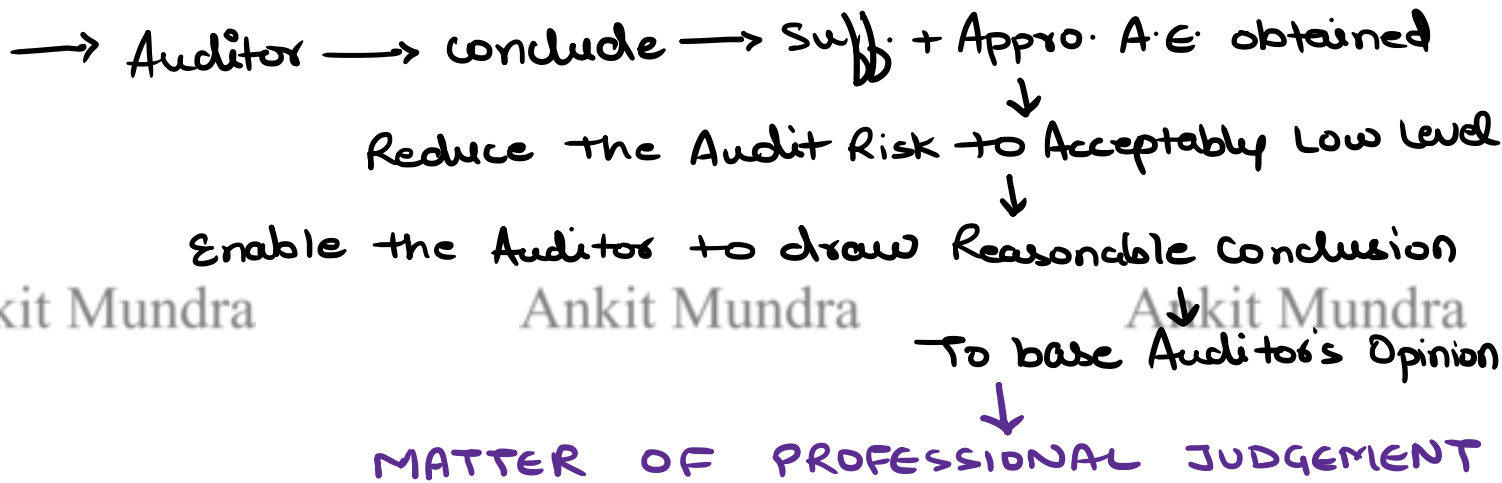 → Auditor → conclude → Suff. + Appro. A.E. obtained
↓
Reduce the Audit Risk to Acceptably Low Level
↓
Enable the Auditor to draw Reasonable Conclusion
kit Mundra Ankit Mundra Ankit Mundra
↓
To base Auditor's Opinion
↓
MATTER OF PROFESSIONAL JUDGEMENT